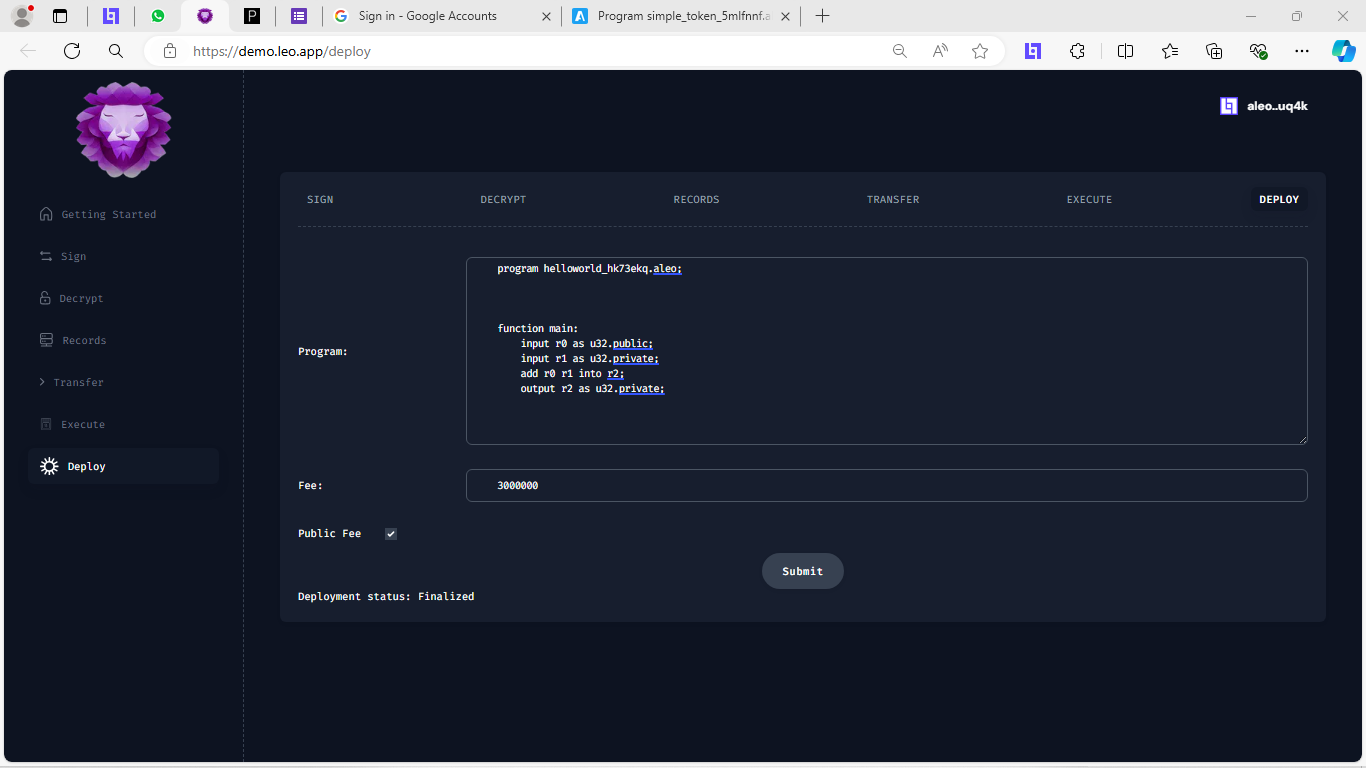 Sign in - Google Accounts
Program simple_token_5mlfnnf.a
https://demo.leo.app/deploy
aleo..uq4k
Getting Started
Sign
Decrypt
Records
Transfer
Execute
Deploy
SIGN DECRYPT RECORDS TRANSFER EXECUTE DEPLOY
Program:
program helloworld_hk73ekq.aleo;
function main:
input r0 as u32.public;
input r1 as u32.private;
add r0 r1 into r2;
output r2 as u32.private;
Fee: 3000000
Public Fee
Submit
Deployment status: Finalized